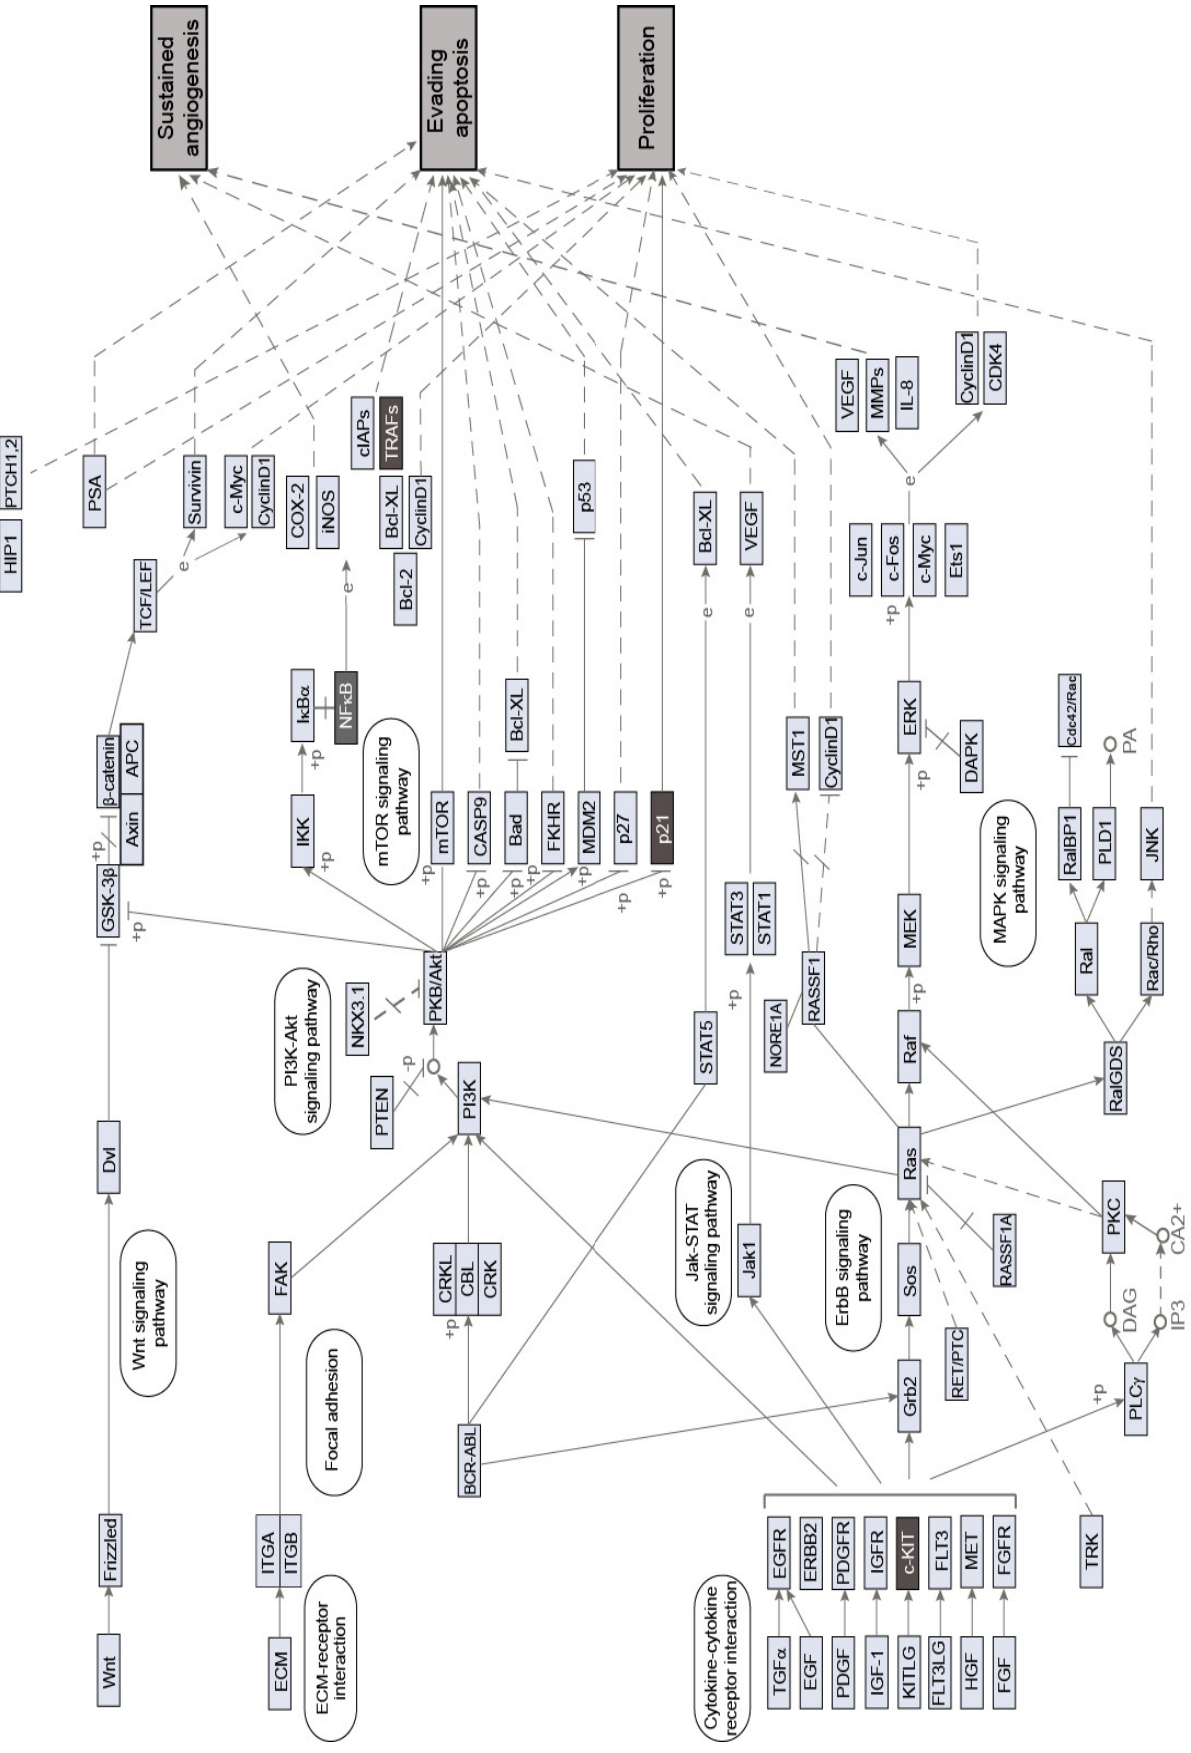 Wnt
Frizzled
Dvl
GSK-3β
+p
+p
β-catenin
Axin
APC
TCF/LEF
e
Survivin
c-Myc
CyclinD1
HIP1
PTCH1,2
PSA
Wnt signaling
pathway
ECM
ITGA
ITGB
FAK
ECM-receptor
interaction
Focal adhesion
PI3K-Akt
signaling pathway
PTEN
-p
NKX3.1
PI3K
PKB/Akt
IKK
+p
IκBα
+p
NFκB
e
COX-2
iNOS
cIAPs
TRAFs
Bcl-XL
CyclinD1
Bcl-2
mTOR signaling
pathway
+p
mTOR
+p
CASP9
+p
Bad
Bcl-XL
+p
FKHR
+p
MDM2
p53
+p
p27
+p
p21
BCR-ABL
+p
CRKL
CBL
CRK
STAT5
e
Bcl-XL
Jak-STAT
signaling pathway
Jak1
+p
STAT3
STAT1
e
VEGF
NORE1A
RASSF1
MST1
CyclinD1
ErbB signaling
pathway
Cytokine-cytokine
receptor interaction
TGFα
EGFR
EGF
ERBB2
PDGF
PDGFR
IGF-1
IGFR
KITLG
c-KIT
FLT3LG
FLT3
HGF
MET
FGF
FGFR
TRK
Grb2
Sos
Ras
Raf
+p
MEK
+p
ERK
+p
c-Jun
c-Fos
c-Myc
Ets1
e
VEGF
MMPs
IL-8
CyclinD1
CDK4
RET/PTC
RASSF1A
DAPK
MAPK signaling
pathway
+p
PLCγ
DAG
IP3
CA2+
PKC
RalGDS
Ral
Rac/Rho
RalBP1
PLD1
JNK
Cdc42/Rac
PA
Sustained
angiogenesis
Evading
apoptosis
Proliferation